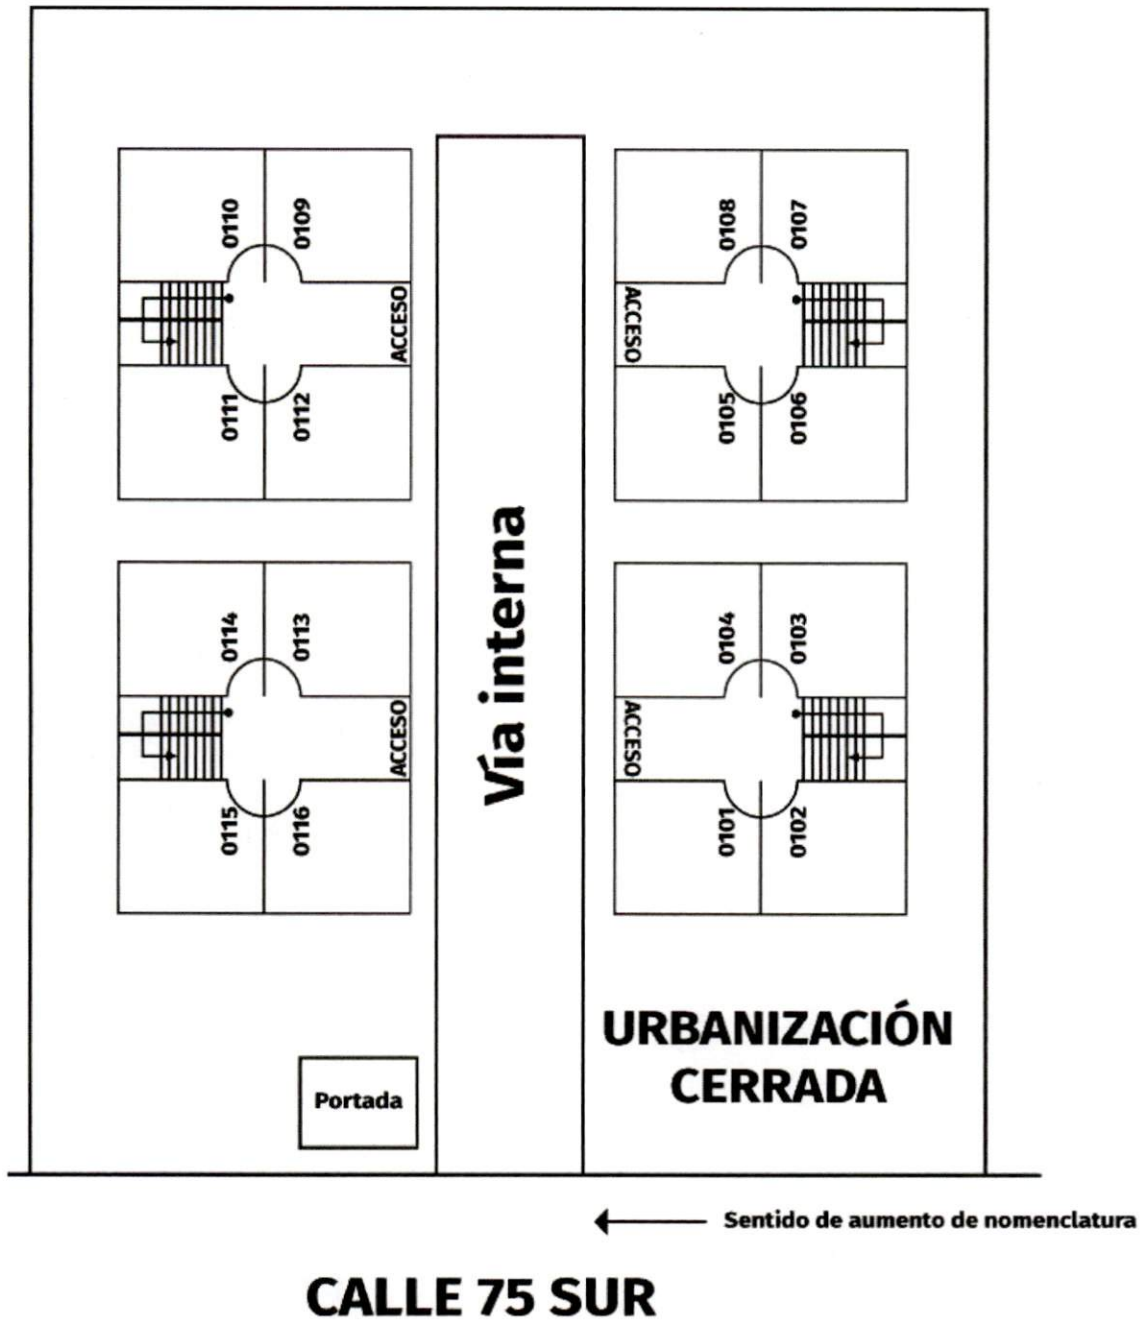 0110
0109
0108
0107
ACCESO
ACCESO
0111
0112
0105
0106
Vía interna
0114
0113
0104
0103
ACCESO
ACCESO
0115
0116
0101
0102
URBANIZACIÓN
CERRADA
Portada
Sentido de aumento de nomenclatura
CALLE 75 SUR